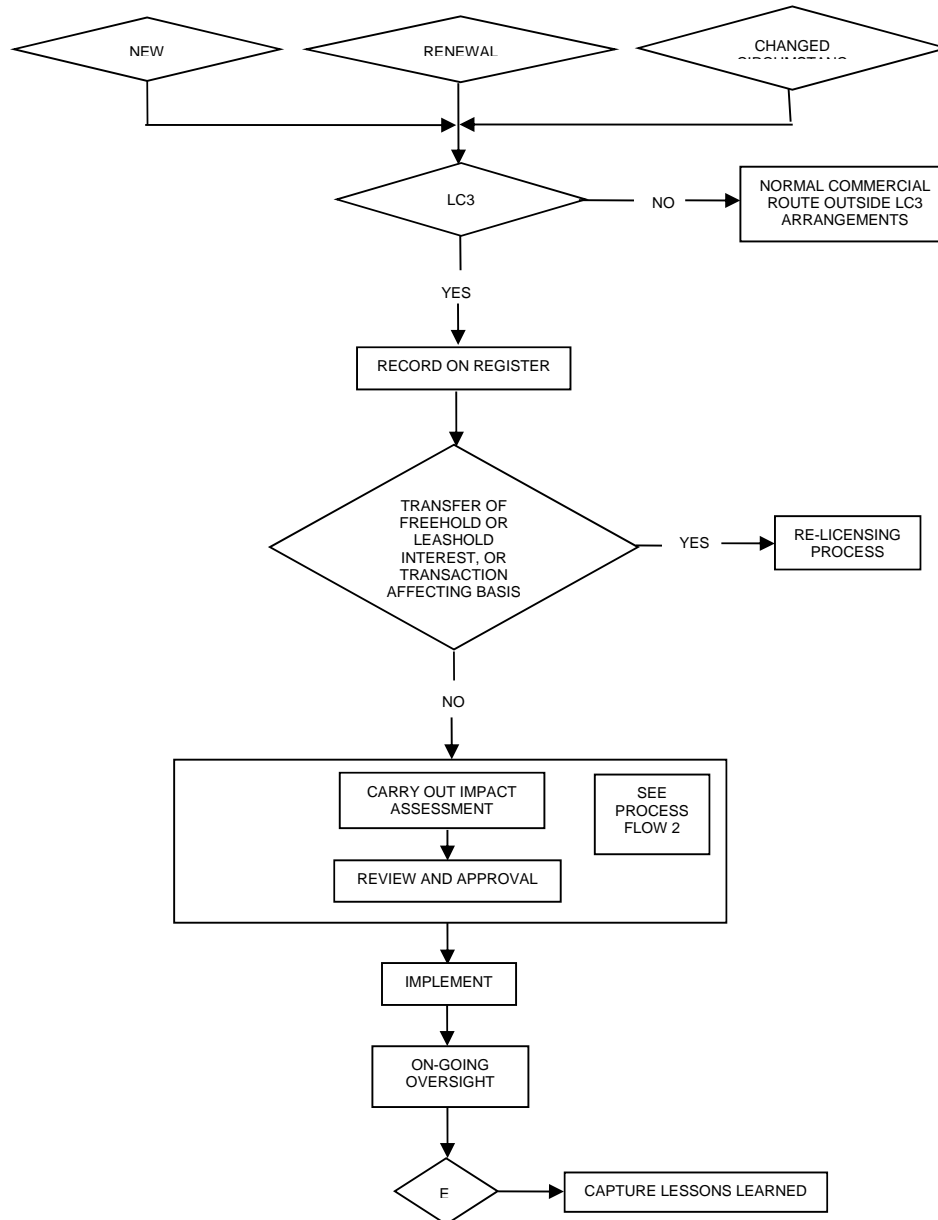 NEW
RENEWAL
CHANGED
LC3
NO
NORMAL COMMERCIAL
ROUTE OUTSIDE LC3
ARRANGEMENTS
YES
RECORD ON REGISTER
TRANSFER OF
FREEHOLD OR
LEASHOLD
INTEREST, OR
TRANSACTION
AFFECTING BASIS
YES
RE-LICENSING
PROCESS
NO
CARRY OUT IMPACT
ASSESSMENT
SEE
PROCESS
FLOW 2
REVIEW AND APPROVAL
IMPLEMENT
ON-GOING
OVERSIGHT
CAPTURE LESSONS LEARNED